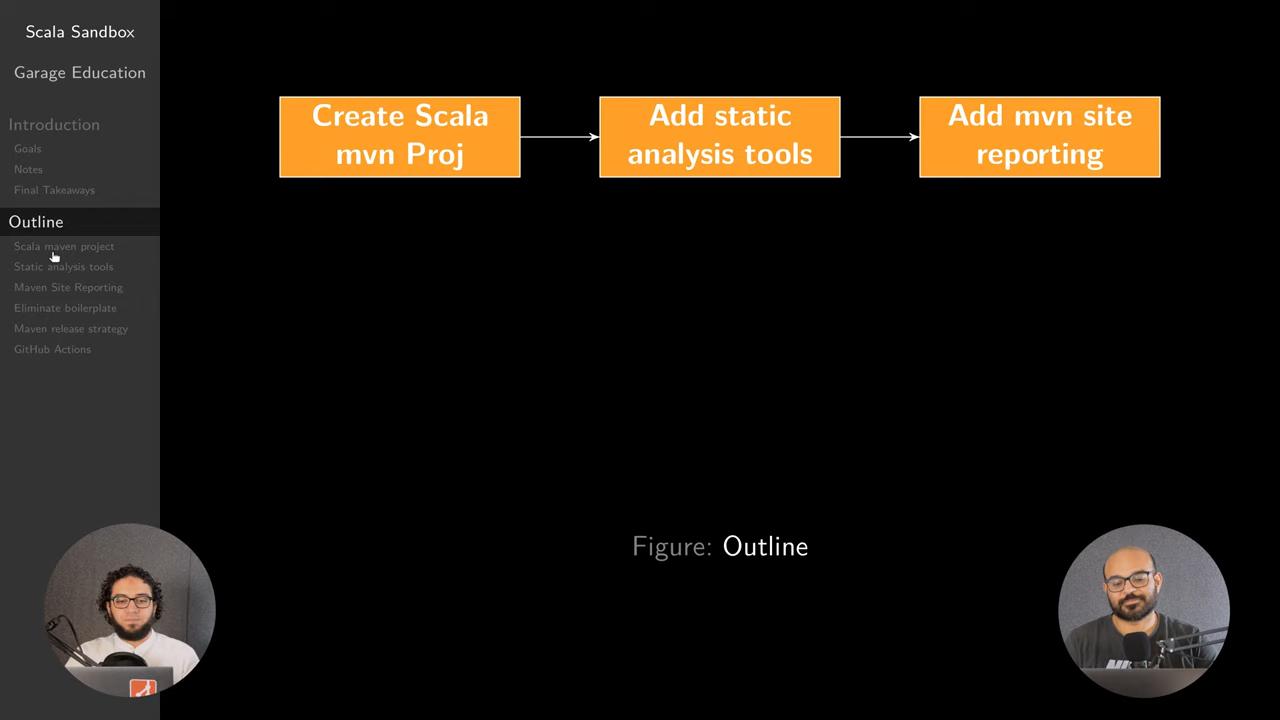 Scala Sandbox
Garage Education
Introduction
Goals
Notes
Final Takeaways
Outline
Scala maven project
Static analysis tools
Maven Site Reporting
Eliminate boilerplate
Maven release strategy
GitHub Actions
Create Scala
mvn Proj
Add static
analysis tools
Add mvn site
reporting
Figure: Outline